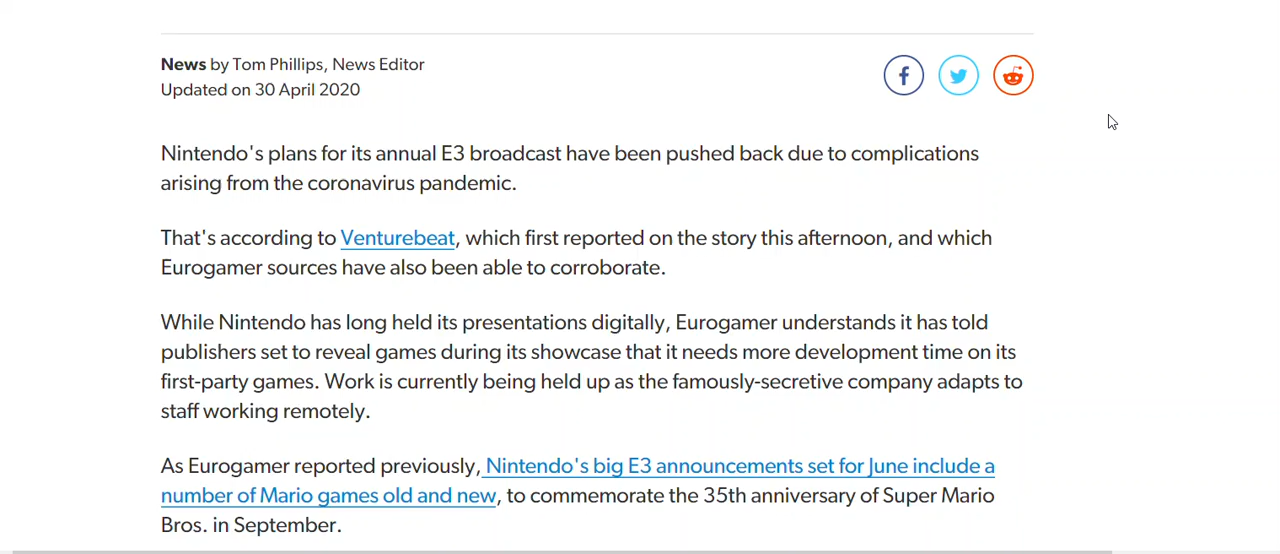 News by Tom Phillips, News Editor
Updated on 30 April 2020
Nintendo's plans for its annual E3 broadcast have been pushed back due to complications
arising from the coronavirus pandemic.
That's according to Venturebeat, which first reported on the story this afternoon, and which
Eurogamer sources have also been able to corroborate.
While Nintendo has long held its presentations digitally, Eurogamer understands it has told
publishers set to reveal games during its showcase that it needs more development time on its
first-party games. Work is currently being held up as the famously-secretive company adapts to
staff working remotely.
As Eurogamer reported previously, Nintendo's big E3 announcements set for June include a
number of Mario games old and new, to commemorate the 35th anniversary of Super Mario
Bros. in September.